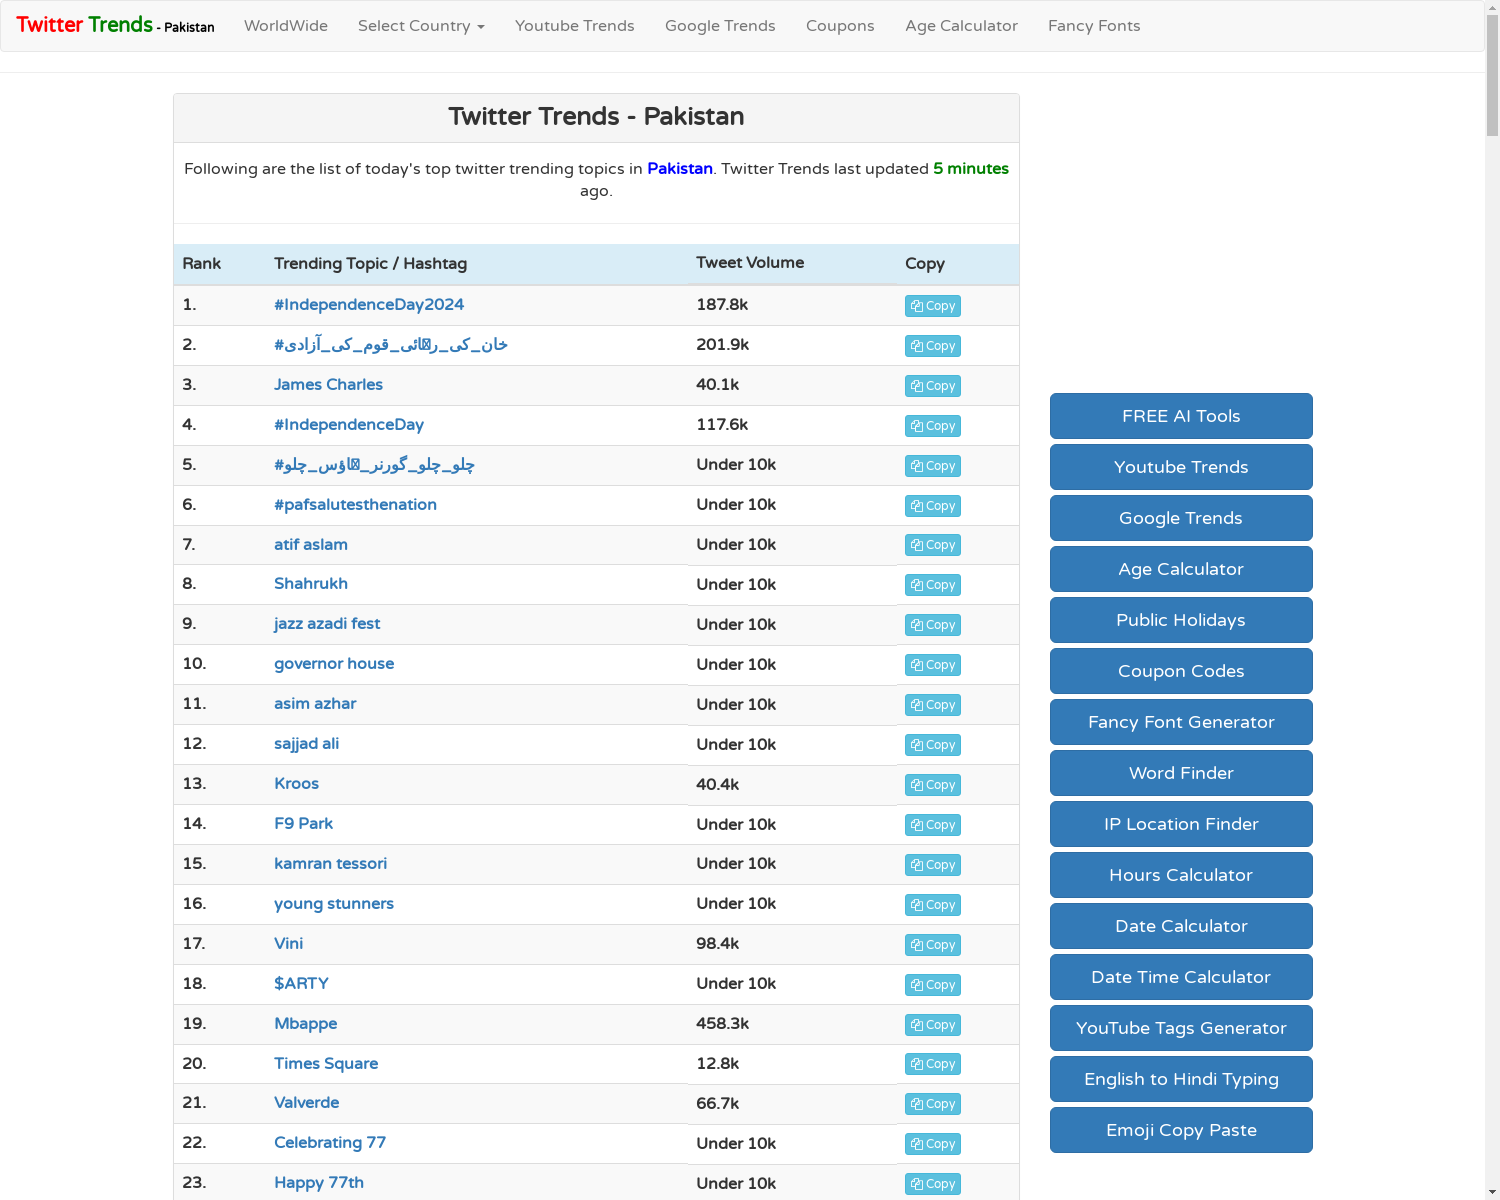 Twitter Trends - Pakistan WorldWide Select Country Youtube Trends Google Trends Coupons Age Calculator Fancy Fonts
Twitter Trends - Pakistan
Following are the list of today's top twitter trending topics in Pakistan. Twitter Trends last updated 5 minutes
ago.
Rank Trending Topic / Hashtag Tweet Volume Copy
1. #IndependenceDay2024 187.8k Copy
2. #خان_کی_رہائی_قوم_کی_آزادی 201.9k Copy
3. James Charles 40.1k Copy
4. #IndependenceDay 117.6k Copy
5. #چلو_چلو_گورنر_ہاؤس_چلو Under 10k Copy
6. #pafsalutesthenation Under 10k Copy
7. atif aslam Under 10k Copy
8. Shahrukh Under 10k Copy
9. jazz azadi fest Under 10k Copy
10. governor house Under 10k Copy
11. asim azhar Under 10k Copy
12. sajjad ali Under 10k Copy
13. Kroos 40.4k Copy
14. F9 Park Under 10k Copy
15. kamran tessori Under 10k Copy
16. young stunners Under 10k Copy
17. Vini 98.4k Copy
18. $ARTY Under 10k Copy
19. Mbappe 458.3k Copy
20. Times Square 12.8k Copy
21. Valverde 66.7k Copy
22. Celebrating 77 Under 10k Copy
23. Happy 77th Under 10k Copy
FREE AI Tools
Youtube Trends
Google Trends
Age Calculator
Public Holidays
Coupon Codes
Fancy Font Generator
Word Finder
IP Location Finder
Hours Calculator
Date Calculator
Date Time Calculator
YouTube Tags Generator
English to Hindi Typing
Emoji Copy Paste